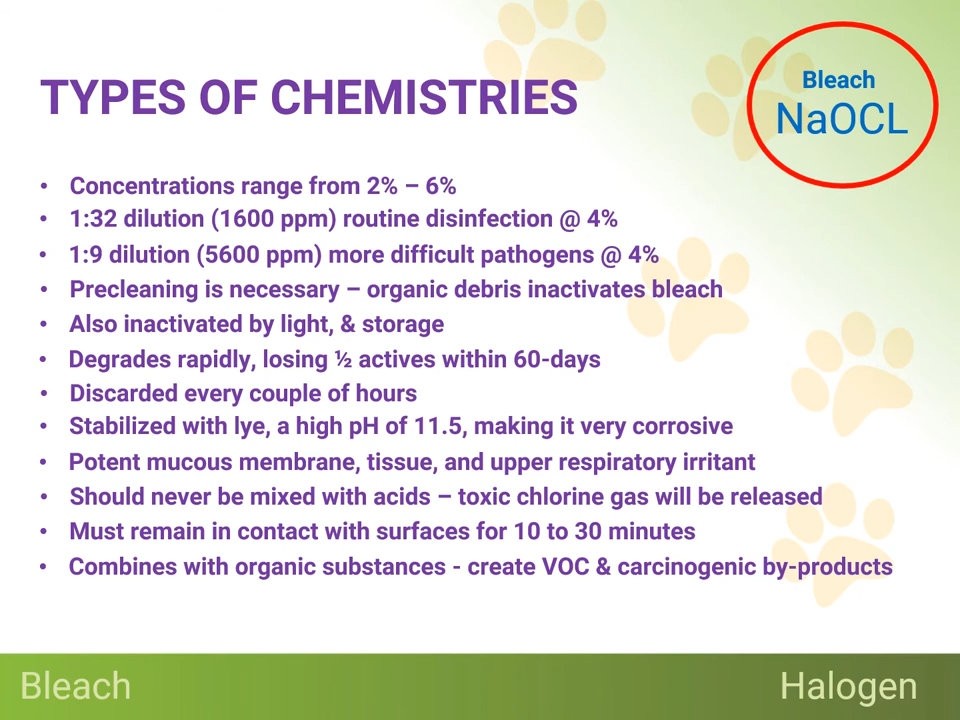 Bleach
NaOCL
TYPES OF CHEMISTRIES
• Concentrations range from 2% – 6%
• 1:32 dilution (1600 ppm) routine disinfection @ 4%
• 1:9 dilution (5600 ppm) more difficult pathogens @ 4%
• Precleaning is necessary – organic debris inactivates bleach
• Also inactivated by light, & storage
• Degrades rapidly, losing ½ actives within 60-days
• Discarded every couple of hours
• Stabilized with lye, a high pH of 11.5, making it very corrosive
• Potent mucous membrane, tissue, and upper respiratory irritant
• Should never be mixed with acids – toxic chlorine gas will be released
• Must remain in contact with surfaces for 10 to 30 minutes
• Combines with organic substances - create VOC & carcinogenic by-products
Bleach
Halogen